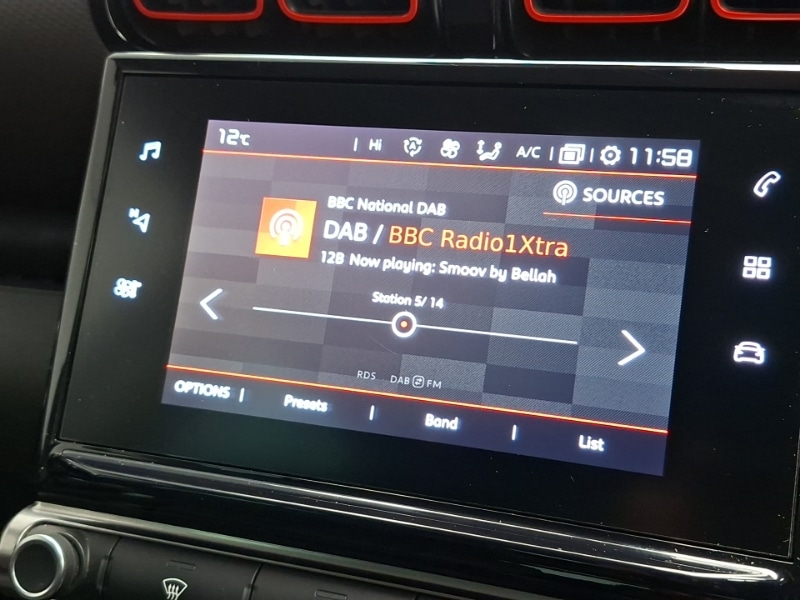 12°C | Hi A A/C | | 11:58
SOURCES
BBC National DAB
DAB / BBC Radio1Xtra
12B Now playing: Smoov by Bellah
Station 5/ 14
RDS DAB FM
OPTIONS | Presets | Band | List
N